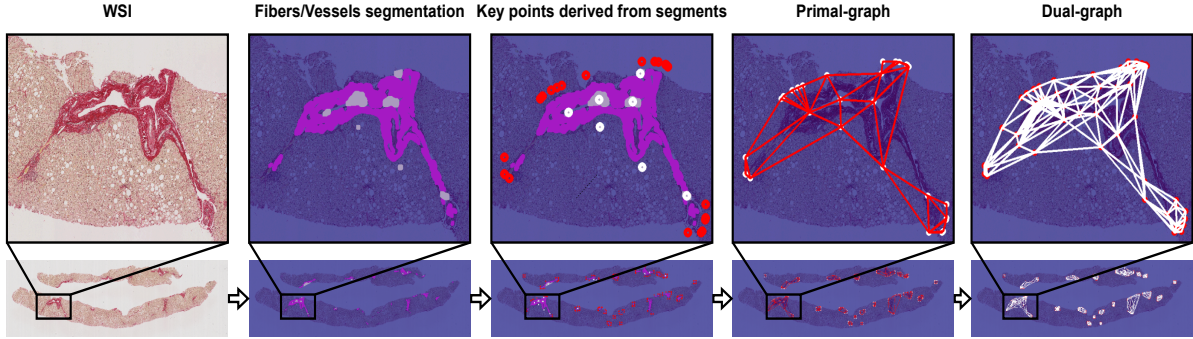 WSI
Fibers/Vessels segmentation
Key points derived from segments
Primal-graph
Dual-graph